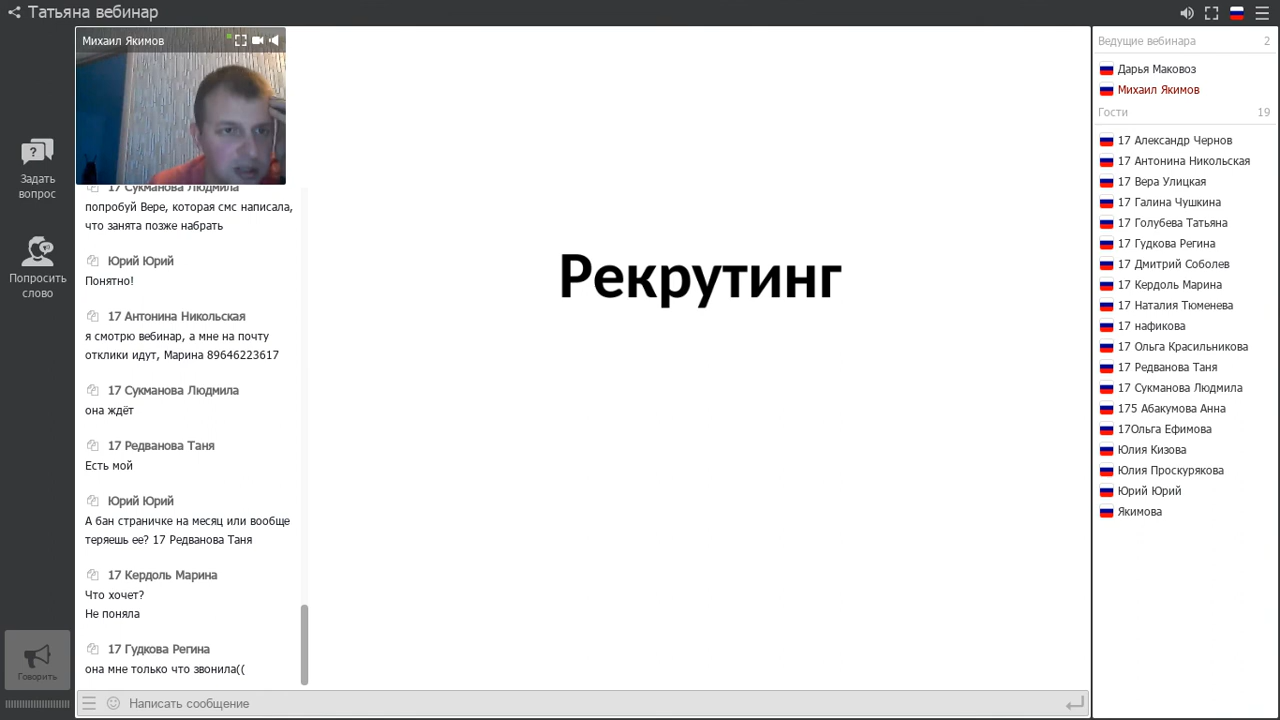 Татьяна вебинар
Михаил Якимов
Задать
вопрос
Попросить
слово
Говорить
17 Сукманова Людмила
попробуй Вере, которая смс написала,
что занята позже набрать
Юрий Юрий
Понятно!
17 Антонина Никольская
я смотрю вебинар, а мне на почту
отклики идут, Марина 89646223617
17 Сукманова Людмила
она ждёт
17 Редванова Таня
Есть мой
Юрий Юрий
А бан страничке на месяц или вообще
теряешь ее? 17 Редванова Таня
17 Кердоль Марина
Что хочет?
Не поняла
17 Гудкова Регина
она мне только что звонила((
Написать сообщение
Рекрутинг
Ведущие вебинара 2
Дарья Маковоз
Михаил Якимов
Гости 19
17 Александр Чернов
17 Антонина Никольская
17 Вера Улицкая
17 Галина Чушкина
17 Голубева Татьяна
17 Гудкова Регина
17 Дмитрий Соболев
17 Кердоль Марина
17 Наталия Тюменева
17 нафикова
17 Ольга Красильникова
17 Редванова Таня
17 Сукманова Людмила
175 Абакумова Анна
17Ольга Ефимова
Юлия Кизова
Юлия Проскурякова
Юрий Юрий
Якимова